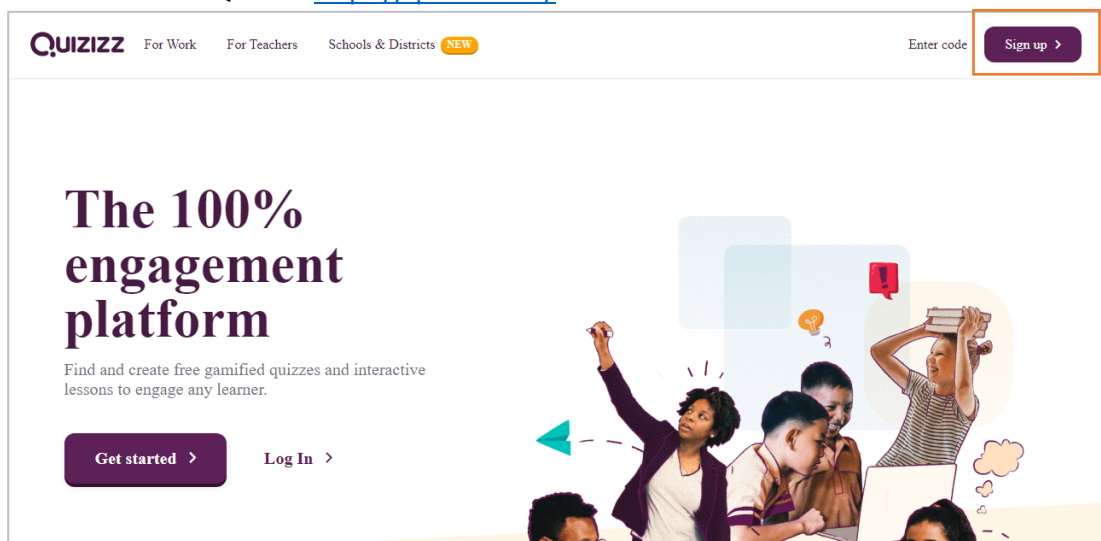 QUIZIZZ For Work For Teachers Schools & Districts NEW Enter code Sign up >
The 100%
engagement
platform
Find and create free gamified quizzes and interactive
lessons to engage any learner.
Get started > Log In >